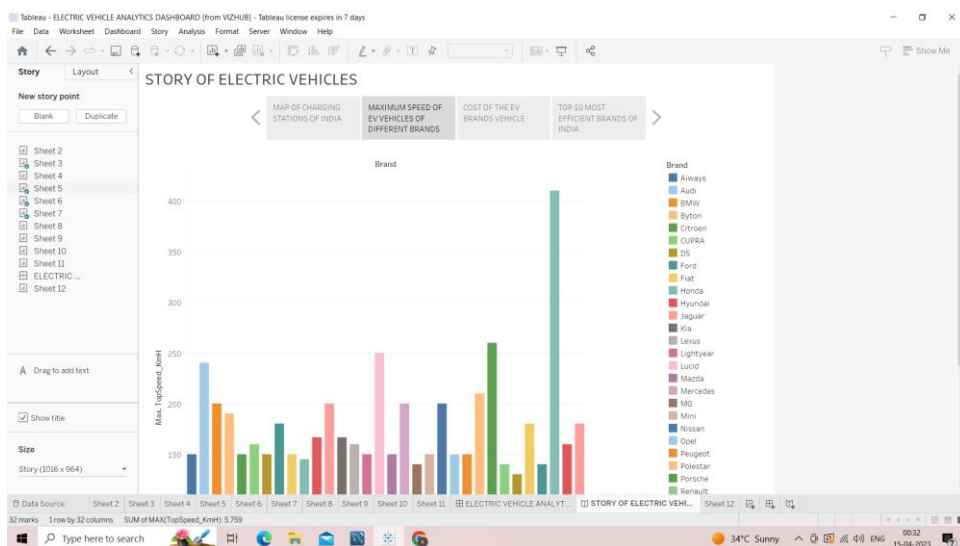 Tableau - ELECTRIC VEHICLE ANALYTICS DASHBOARD [from VIZHUB] - Tableau license expires in 7 days
File Data Worksheet Dashboard Story Analysis Format Server Window Help
Show Me
Story Layout
New story point
Blank Duplicate
Sheet 2
Sheet 3
Sheet 4
Sheet 5
Sheet 6
Sheet 7
Sheet 8
Sheet 9
Sheet 10
Sheet 11
ELECTRIC ...
Sheet 12
A Drag to add text
Show title
Size
Story (1016 x 964)
STORY OF ELECTRIC VEHICLES
MAP OF CHARGING
STATIONS OF INDIA
MAXIMUM SPEED OF
EV VEHICLES OF
DIFFERENT BRANDS
COST OF THE EV
BRANDS VEHICLE
TOP 10 MOST
EFFICIENT BRANDS OF
INDIA
Brand
400
350
300
250
200
150
Max. TopSpeed_KmH
Brand
Aiways
Audi
BMW
Byton
Citroen
CUPRA
DS
Ford
Fiat
Honda
Hyundai
Jaguar
Kia
Lexus
Lightyear
Lucid
Mazda
Mercedes
MG
Mini
Nissan
Opel
Peugeot
Polestar
Porsche
Renault
Data Source Sheet 2 Sheet 3 Sheet 4 Sheet 5 Sheet 6 Sheet 7 Sheet 8 Sheet 9 Sheet 10 Sheet 11 ELECTRIC VEHICLE ANALYT... STORY OF ELECTRIC VEHI... Sheet 12
32 marks 1 row by 32 columns SUM of MAX(TopSpeed_KmH): 5,759
Type here to search
34°C Sunny
ENG
00:32
15-04-2023